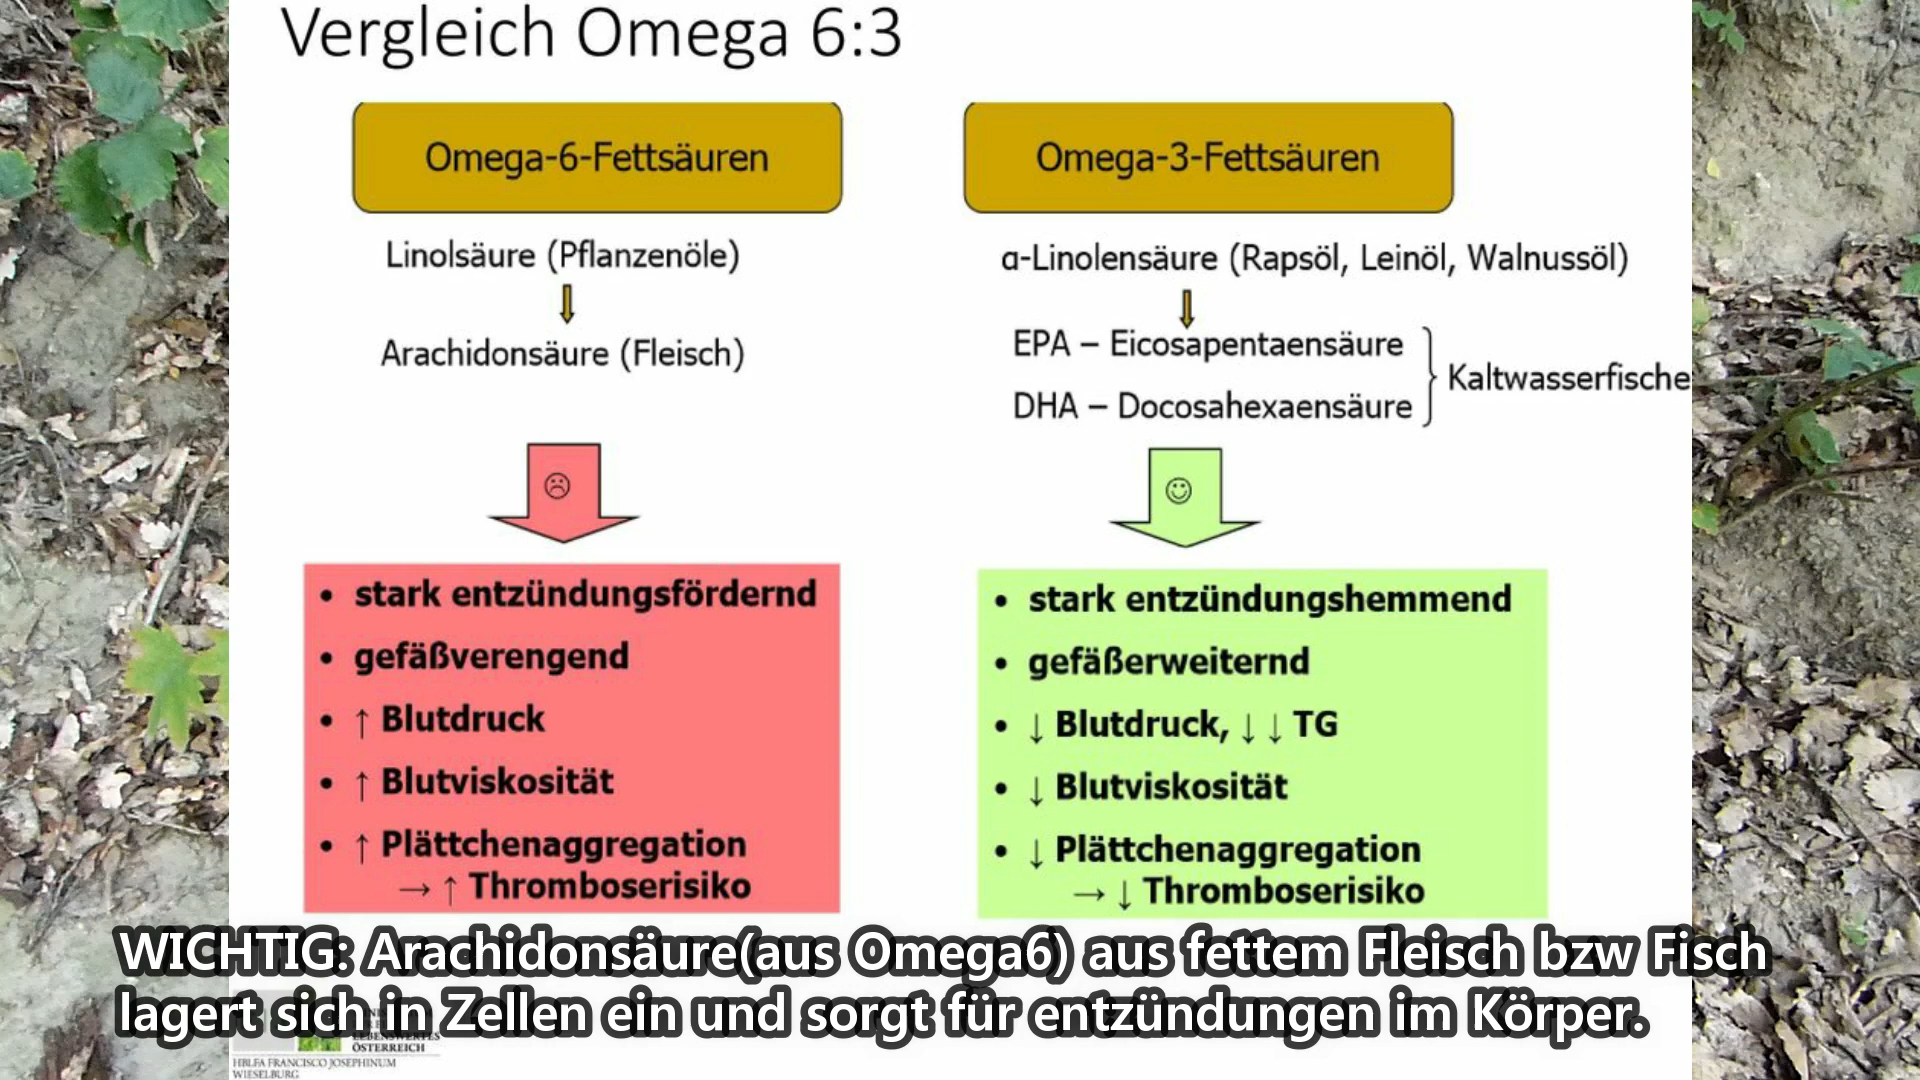 Vergleich Omega 6:3
Omega-6-Fettsäuren
Linolsäure (Pflanzenöle)
Arachidonsäure (Fleisch)
• stark entzündungsfördernd
• gefäßverengend
• ↑ Blutdruck
• ↑ Blutviskosität
• ↑ Plättchenaggregation
→ ↑ Thromboserisiko
Omega-3-Fettsäuren
α-Linolensäure (Rapsöl, Leinöl, Walnussöl)
EPA – Eicosapentaensäure
DHA – Docosahexaensäure
Kaltwasserfische
• stark entzündungshemmend
• gefäßerweiternd
• ↓ Blutdruck, ↓ ↓ TG
• ↓ Blutviskosität
• ↓ Plättchenaggregation
→ ↓ Thromboserisiko
WICHTIG: Arachidonsäure(aus Omega6) aus fettem Fleisch bzw Fisch
lagert sich in Zellen ein und sorgt für entzündungen im Körper.
LEBENSWERTES
ÖSTERREICH
HBLFA FRANCISCO JOSEPHINUM
WIESELBURG